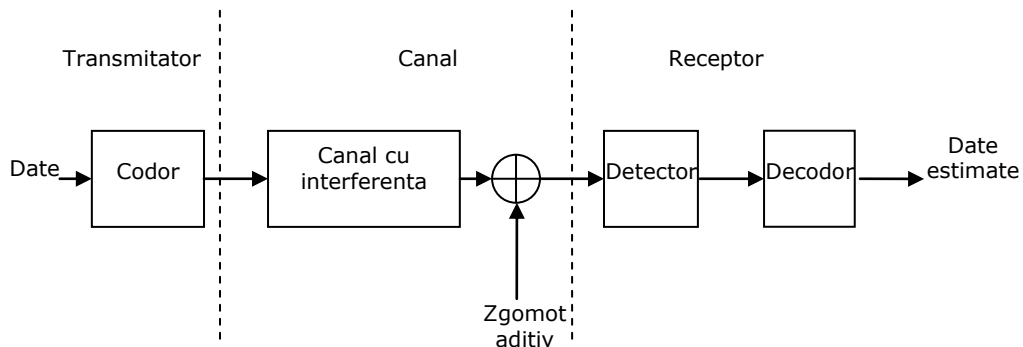 Transmitator
Canal
Receptor
Date
Codor
Canal cu
interferenta
Detector
Decodor
Date
estimate
Zgomot
aditiv